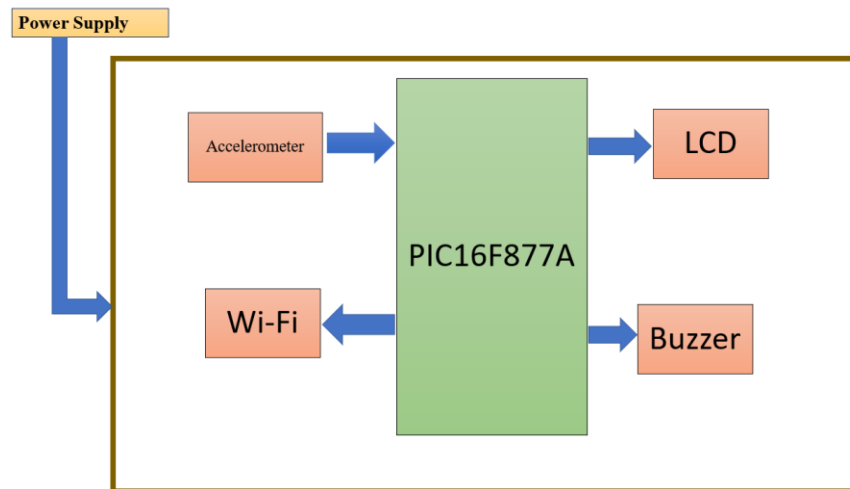 Power Supply
Accelerometer
LCD
PIC16F877A
Wi-Fi
Buzzer